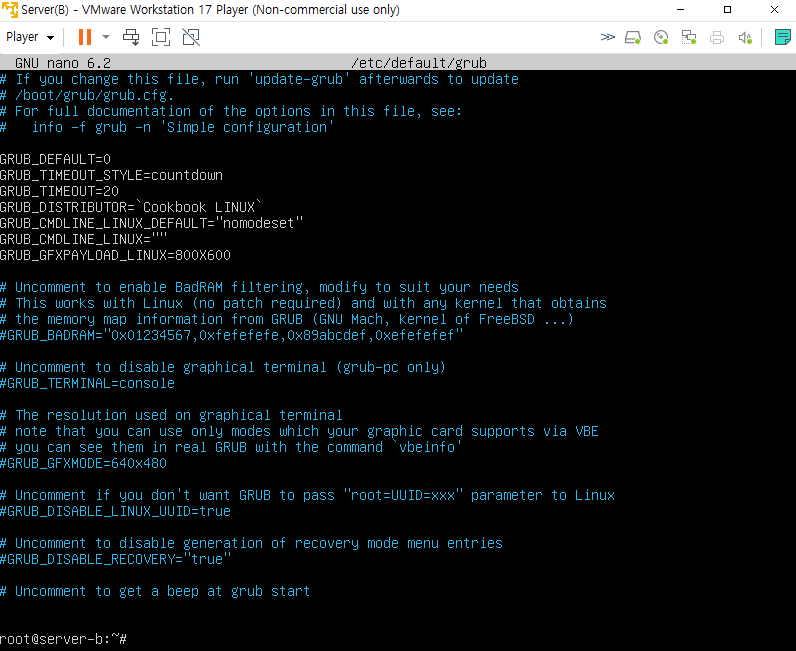 Server(B) - VMware Workstation 17 Player (Non-commercial use only)
Player
GNU nano 6.2 /etc/default/grub
# If you change this file, run 'update-grub' afterwards to update
# /boot/grub/grub.cfg.
# For full documentation of the options in this file, see:
#   info -f grub -n 'Simple configuration'
GRUB_DEFAULT=0
GRUB_TIMEOUT_STYLE=countdown
GRUB_TIMEOUT=20
GRUB_DISTRIBUTOR=`Cookbook LINUX`
GRUB_CMDLINE_LINUX_DEFAULT="nomodeset"
GRUB_CMDLINE_LINUX=""
GRUB_GFXPAYLOAD_LINUX=800X600
# Uncomment to enable BadRAM filtering, modify to suit your needs
# This works with Linux (no patch required) and with any kernel that obtains
# the memory map information from GRUB (GNU Mach, kernel of FreeBSD ...)
#GRUB_BADRAM="0x01234567,0xfefefefe,0x89abcdef,0xefefefef"
# Uncomment to disable graphical terminal (grub-pc only)
#GRUB_TERMINAL=console
# The resolution used on graphical terminal
# note that you can use only modes which your graphic card supports via VBE
# you can see them in real GRUB with the command `vbeinfo'
#GRUB_GFXMODE=640x480
# Uncomment if you don't want GRUB to pass "root=UUID=xxx" parameter to Linux
#GRUB_DISABLE_LINUX_UUID=true
# Uncomment to disable generation of recovery mode menu entries
#GRUB_DISABLE_RECOVERY="true"
# Uncomment to get a beep at grub start
root@server-b:~#